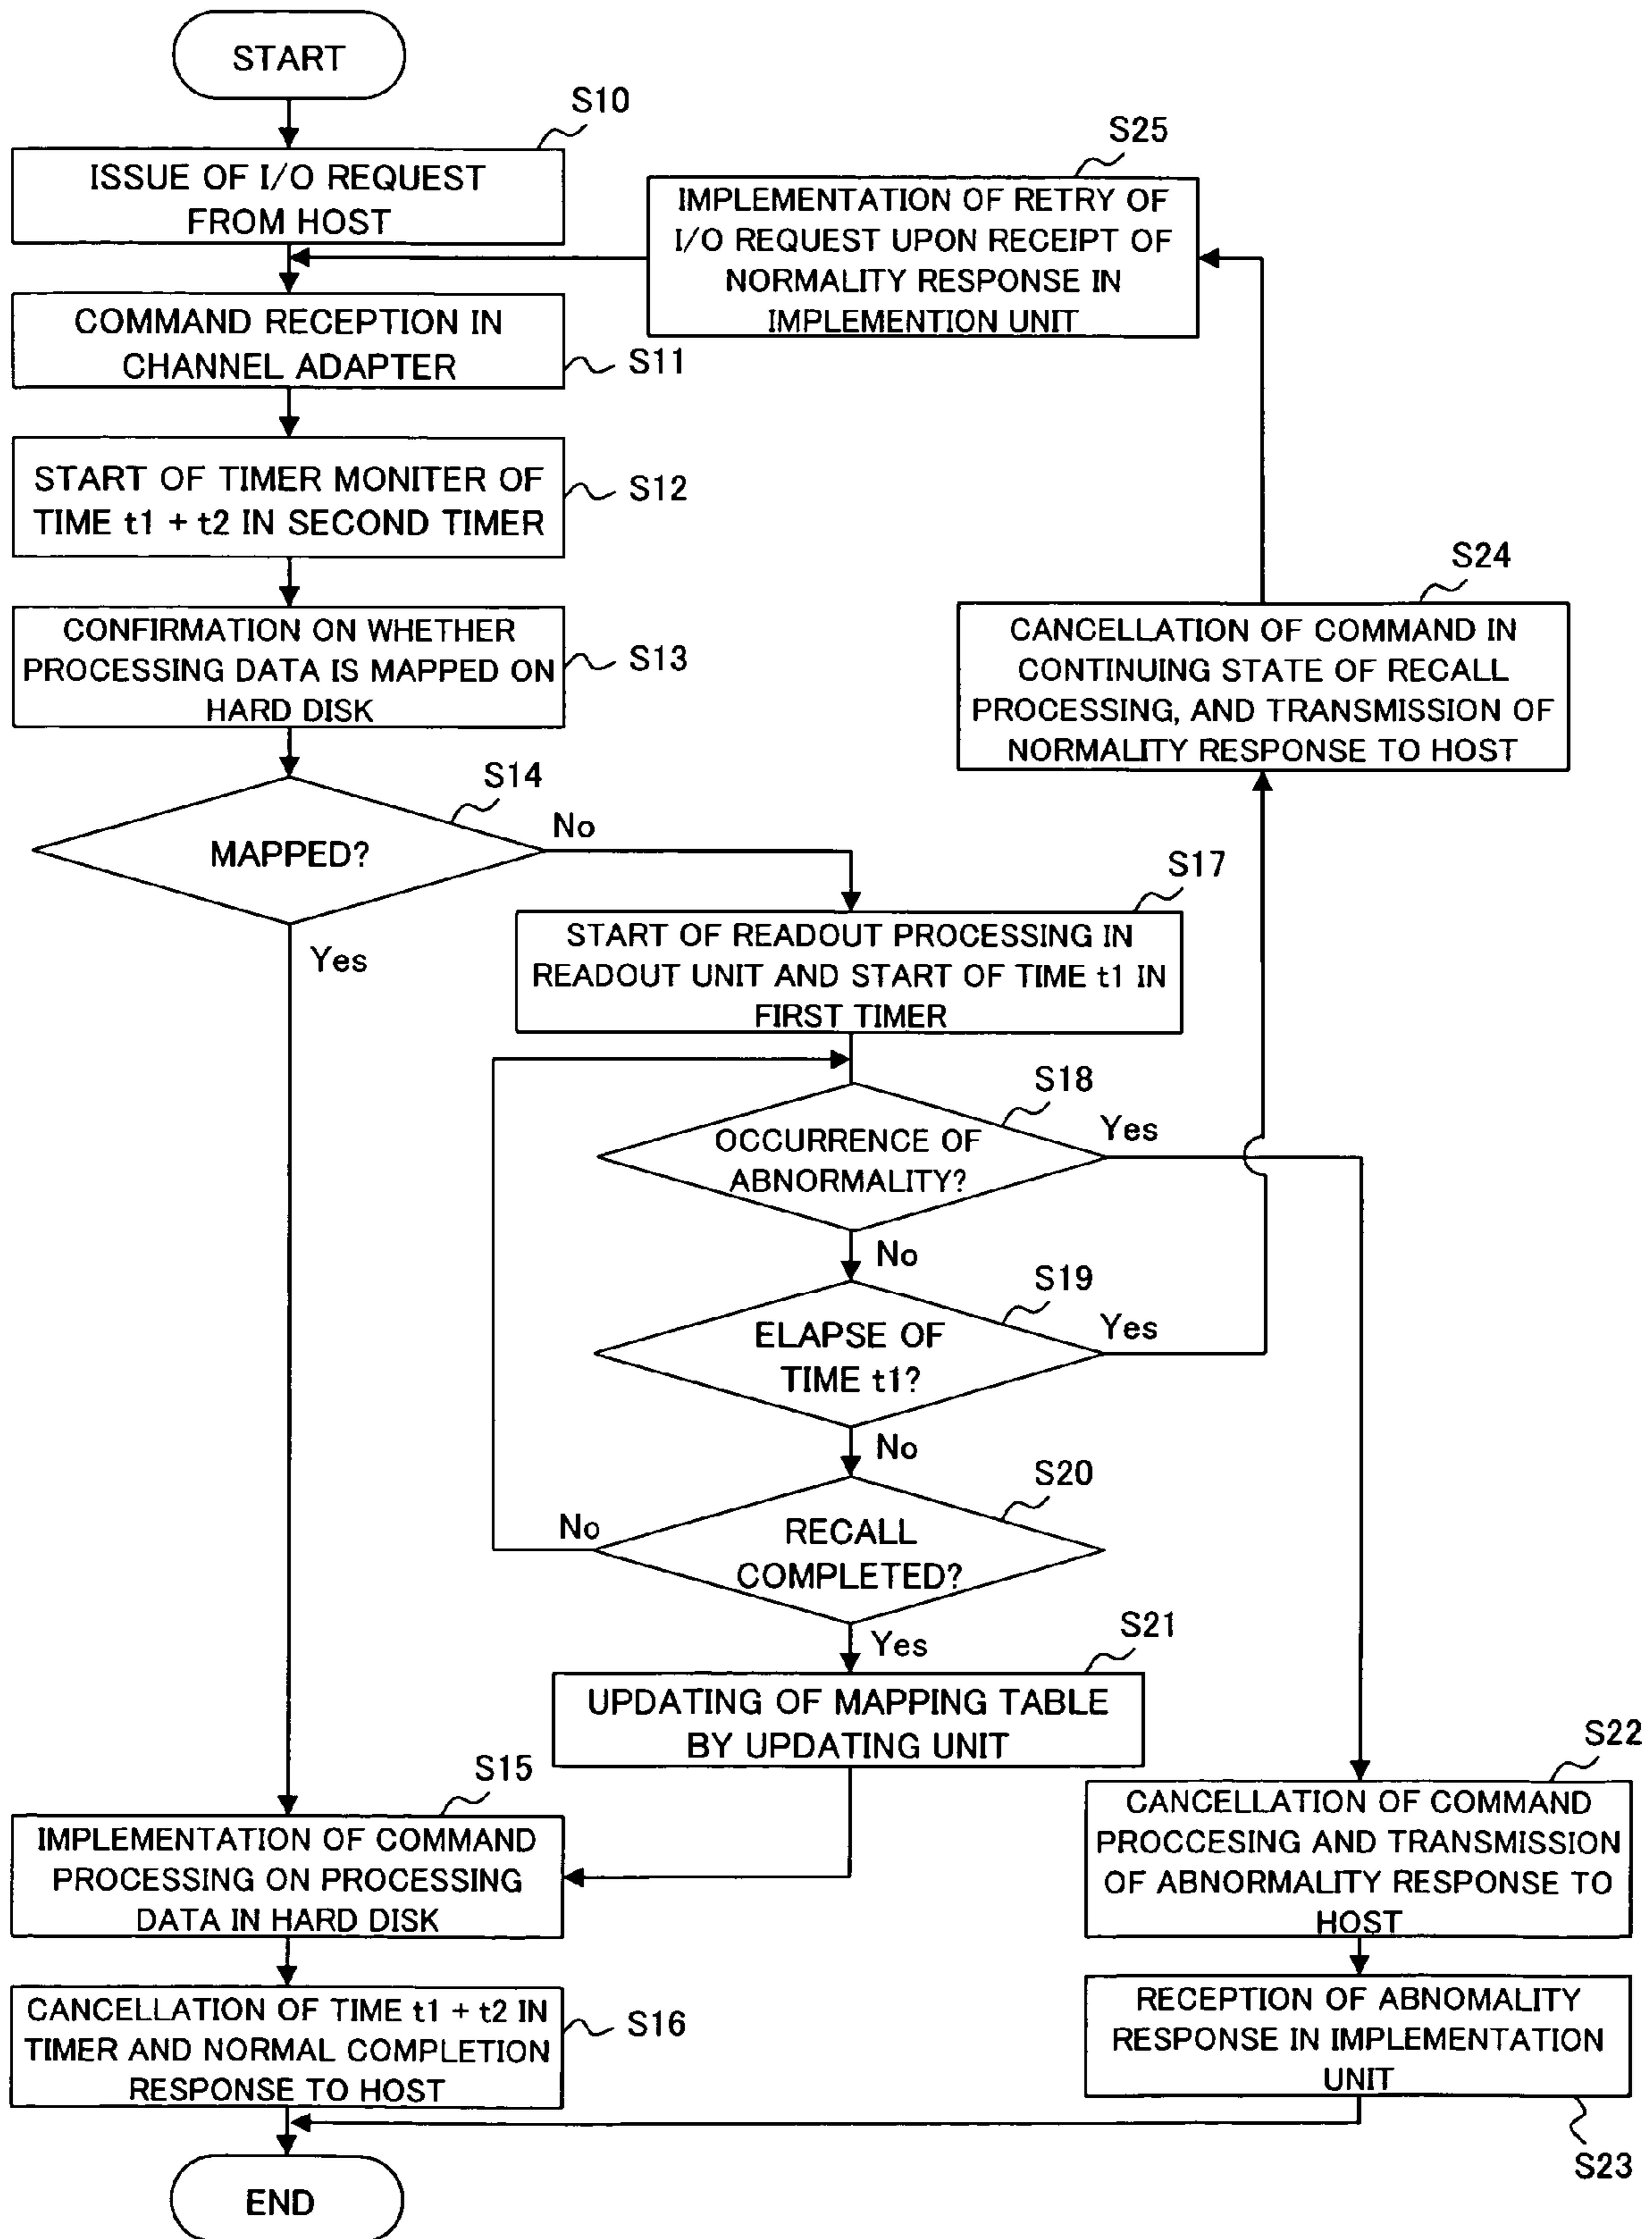 START
S10
ISSUE OF I/O REQUEST
FROM HOST
S25
IMPLEMENTATION OF RETRY OF
I/O REQUEST UPON RECEIPT OF
NORMALITY RESPONSE IN
IMPLEMENTION UNIT
COMMAND RECEPTION IN
CHANNEL ADAPTER
S11
START OF TIMER MONITER OF
TIME t1 + t2 IN SECOND TIMER
S12
S24
CANCELLATION OF COMMAND IN
CONTINUING STATE OF RECALL
PROCESSING, AND TRANSMISSION OF
NORMALITY RESPONSE TO HOST
CONFIRMATION ON WHETHER
PROCESSING DATA IS MAPPED ON
HARD DISK
S13
S14
MAPPED?
No
Yes
S17
START OF READOUT PROCESSING IN
READOUT UNIT AND START OF TIME t1 IN
FIRST TIMER
S18
OCCURRENCE OF
ABNORMALITY?
Yes
No
S19
ELAPSE OF
TIME t1?
Yes
No
S20
RECALL
COMPLETED?
No
Yes
S21
UPDATING OF MAPPING TABLE
BY UPDATING UNIT
S15
IMPLEMENTATION OF COMMAND
PROCESSING ON PROCESSING
DATA IN HARD DISK
S22
CANCELLATION OF COMMAND
PROCCESING AND TRANSMISSION
OF ABNORMALITY RESPONSE TO
HOST
CANCELLATION OF TIME t1 + t2 IN
TIMER AND NORMAL COMPLETION
RESPONSE TO HOST
S16
RECEPTION OF ABNOMALITY
RESPONSE IN IMPLEMENTATION
UNIT
S23
END